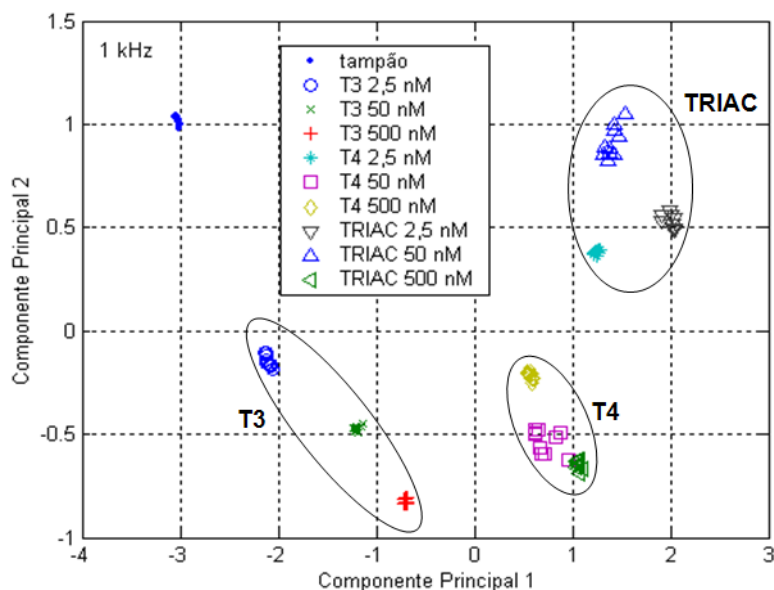 1.5
1
0.5
0
-0.5
-1
Componente Principal 2
1 kHz
tampão
T3 2,5 nM
T3 50 nM
T3 500 nM
T4 2,5 nM
T4 50 nM
T4 500 nM
TRIAC 2,5 nM
TRIAC 50 nM
TRIAC 500 nM
TRIAC
T3
T4
-4 -3 -2 -1 0 1 2 3
Componente Principal 1